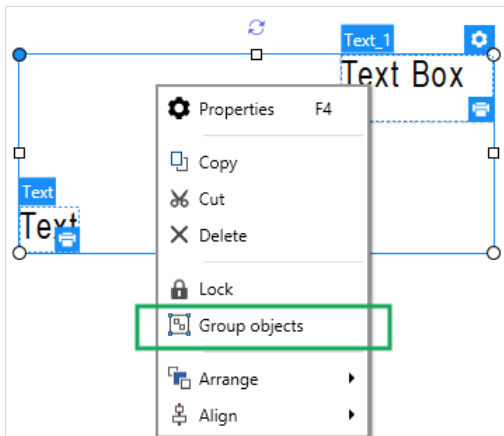 Text_1
Text Box
Properties F4
Copy
Text
Cut
Text
Delete
Lock
Group objects
Arrange
Align